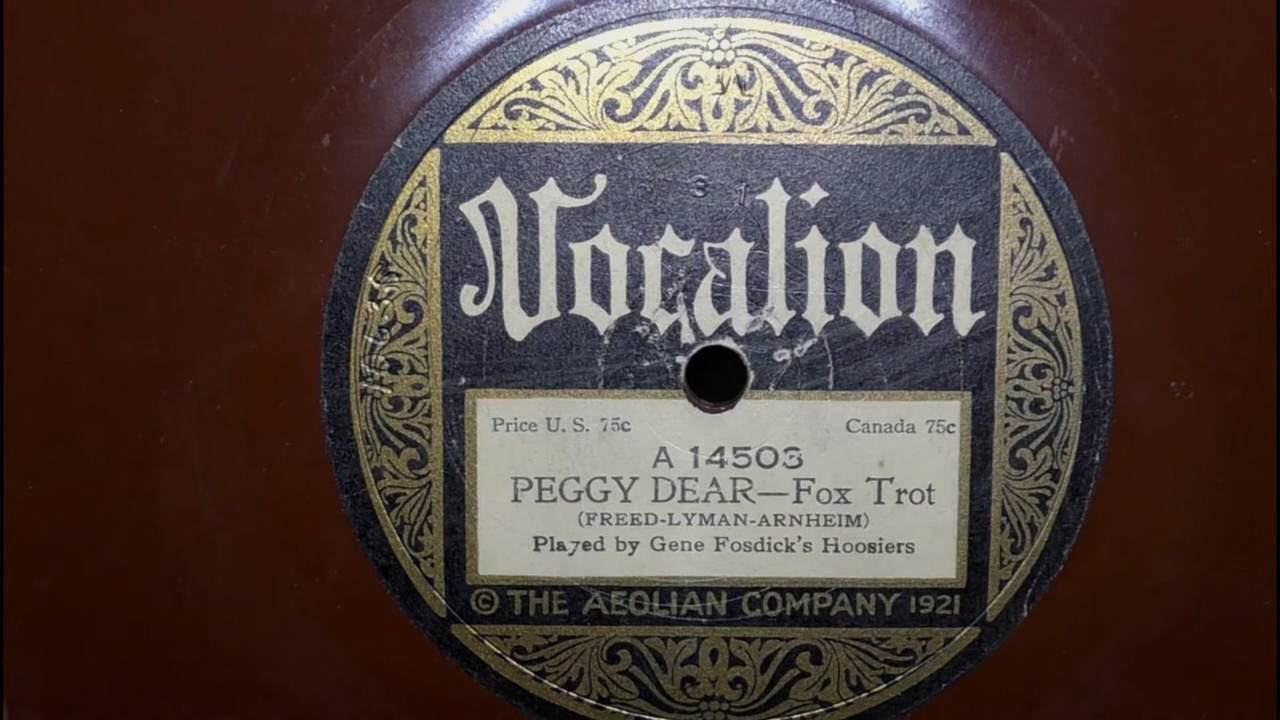 Vocalion
Price U. S. 75c Canada 75c
A 14503
PEGGY DEAR—Fox Trot
(FREED-LYMAN-ARNHEIM)
Played by Gene Fosdick's Hoosiers
© THE AEOLIAN COMPANY 1921